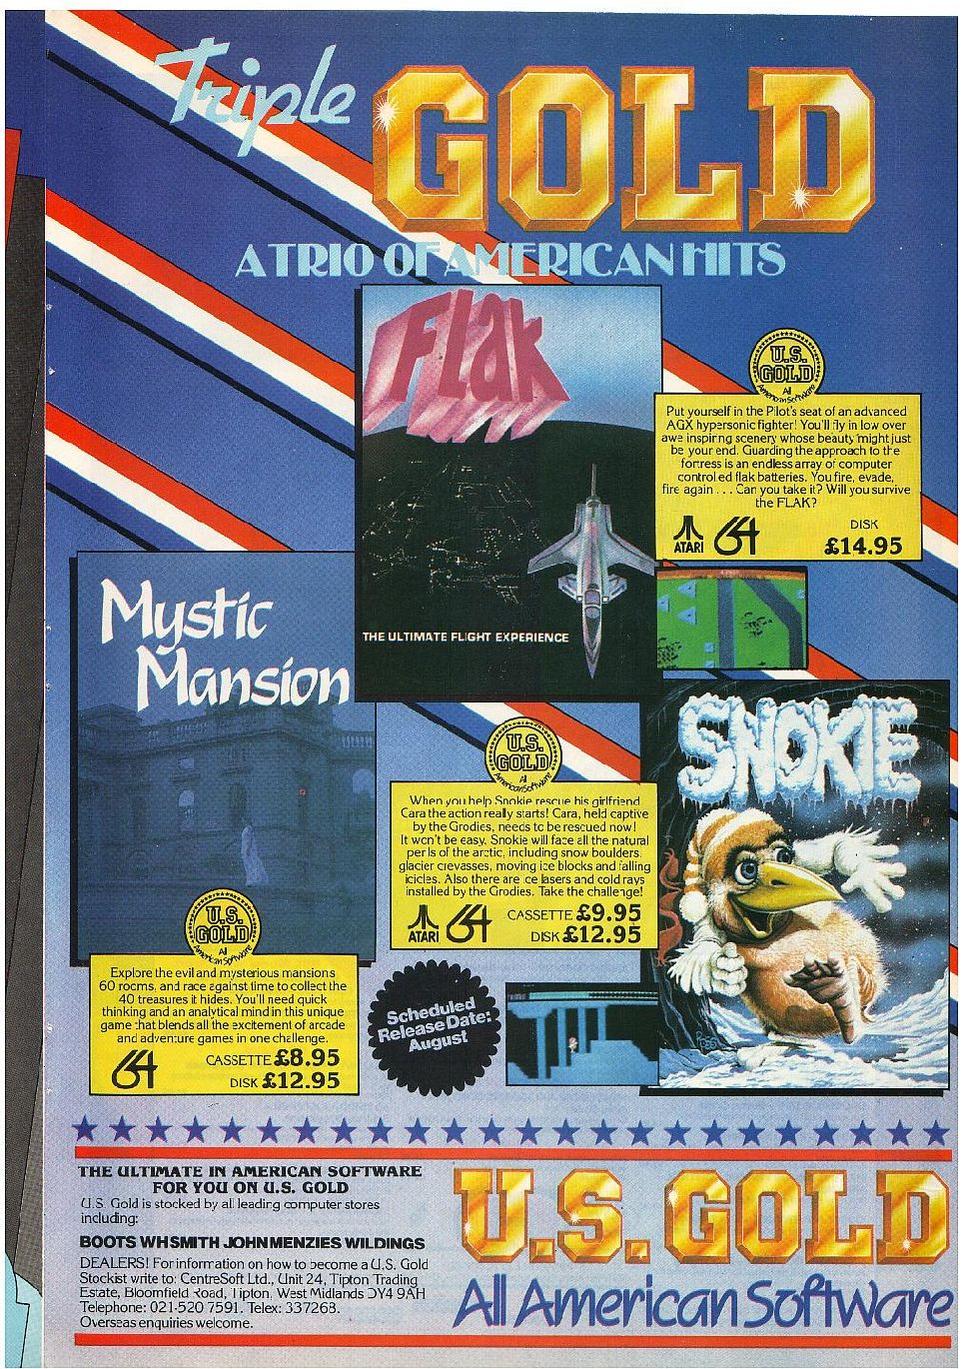 Triple GOLD
A TRIO OF AMERICAN HITS
Flak
THE ULTIMATE FLIGHT EXPERIENCE
U.S.
GOLD
All
American Software
Put yourself in the Pilot's seat of an advanced
AGX hypersonic fighter! You'll fly in low over
awe inspiring scenery whose beauty might just
be your end. Guarding the approach to the
fortress is an endless array of computer
controlled flak batteries. You fire, evade,
fire again . . . Can you take it? Will you survive
the FLAK?
ATARI 64 DISK
£14.95
Mystic
Mansion
U.S.
GOLD
All
American Software
Explore the evil and mysterious mansions
60 rooms, and race against time to collect the
40 treasures it hides. You'll need quick
thinking and an analytical mind in this unique
game that blends all the excitement of arcade
and adventure games in one challenge.
64 CASSETTE £8.95
DISK £12.95
SNOKIE
U.S.
GOLD
All
American Software
When you help Snokie rescue his girlfriend
Cara the action really starts! Cara, held captive
by the Grodies, needs to be rescued now!
It won't be easy. Snokie will face all the natural
perils of the arctic, including snow boulders,
glacier crevasses, moving ice blocks and falling
icicles. Also there are ice lasers and cold rays
installed by the Grodies. Take the challenge!
ATARI 64 CASSETTE £9.95
DISK £12.95
Scheduled
Release Date:
August
THE ULTIMATE IN AMERICAN SOFTWARE
FOR YOU ON U.S. GOLD
U.S. Gold is stocked by all leading computer stores
including:
BOOTS WHSMITH JOHN MENZIES WILDINGS
DEALERS! For information on how to become a U.S. Gold
Stockist write to: CentreSoft Ltd., Unit 24, Tipton Trading
Estate, Bloomfield Road, Tipton, West Midlands DY4 9AH
Telephone: 021-520 7591. Telex: 337268.
Overseas enquiries welcome.
U.S. GOLD
All American Software